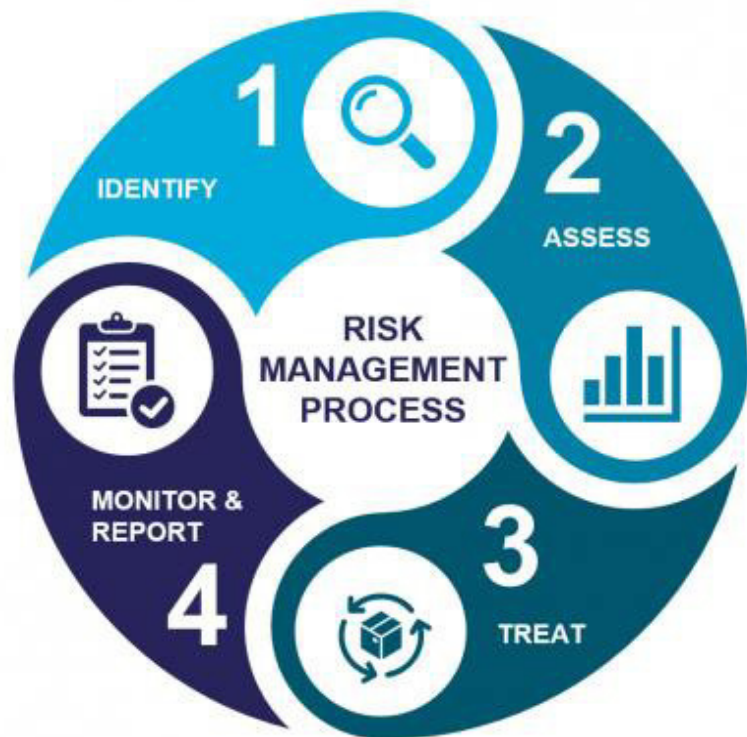 RISK
MANAGEMENT
PROCESS
1
IDENTIFY
2
ASSESS
3
TREAT
MONITOR &
REPORT
4